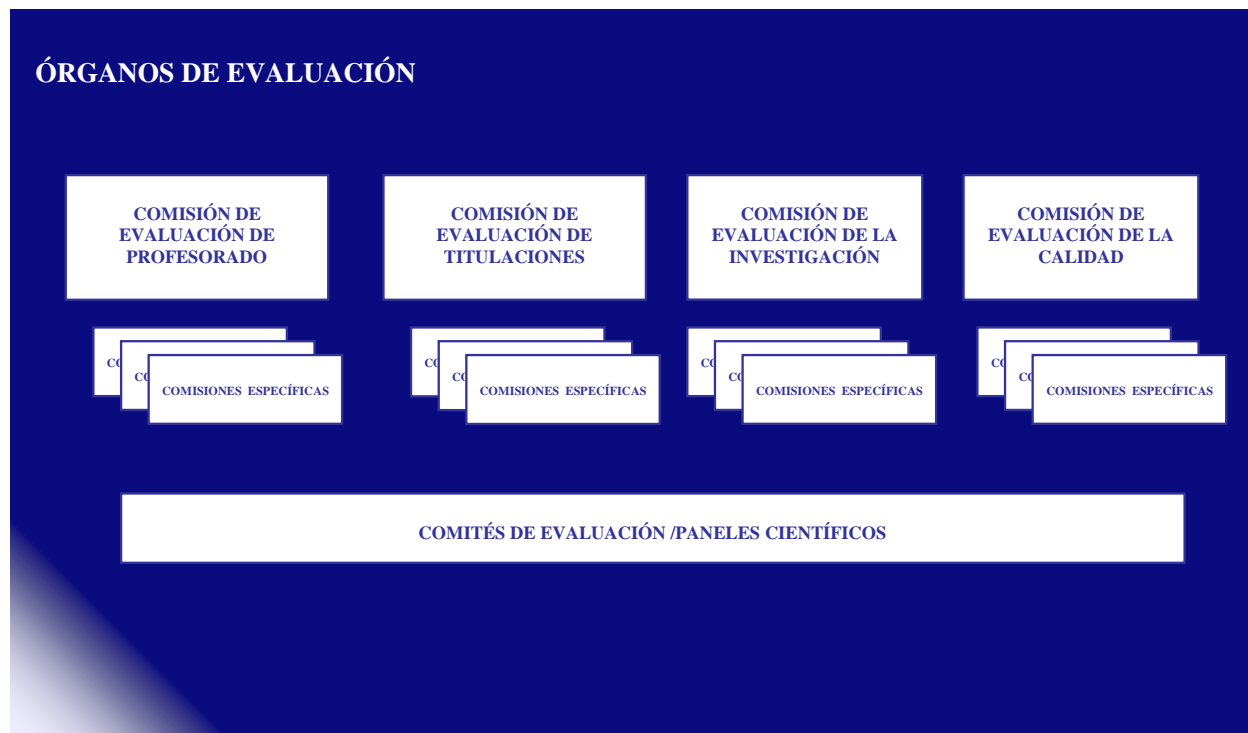 ÓRGANOS DE EVALUACIÓN
COMISIÓN DE
EVALUACIÓN DE
PROFESORADO
COMISIÓN DE
EVALUACIÓN DE
TITULACIONES
COMISIÓN DE
EVALUACIÓN DE LA
INVESTIGACIÓN
COMISIÓN DE
EVALUACIÓN DE LA
CALIDAD
COMISIONES ESPECÍFICAS
COMISIONES ESPECÍFICAS
COMISIONES ESPECÍFICAS
COMISIONES ESPECÍFICAS
COMITÉS DE EVALUACIÓN /PANELES CIENTÍFICOS